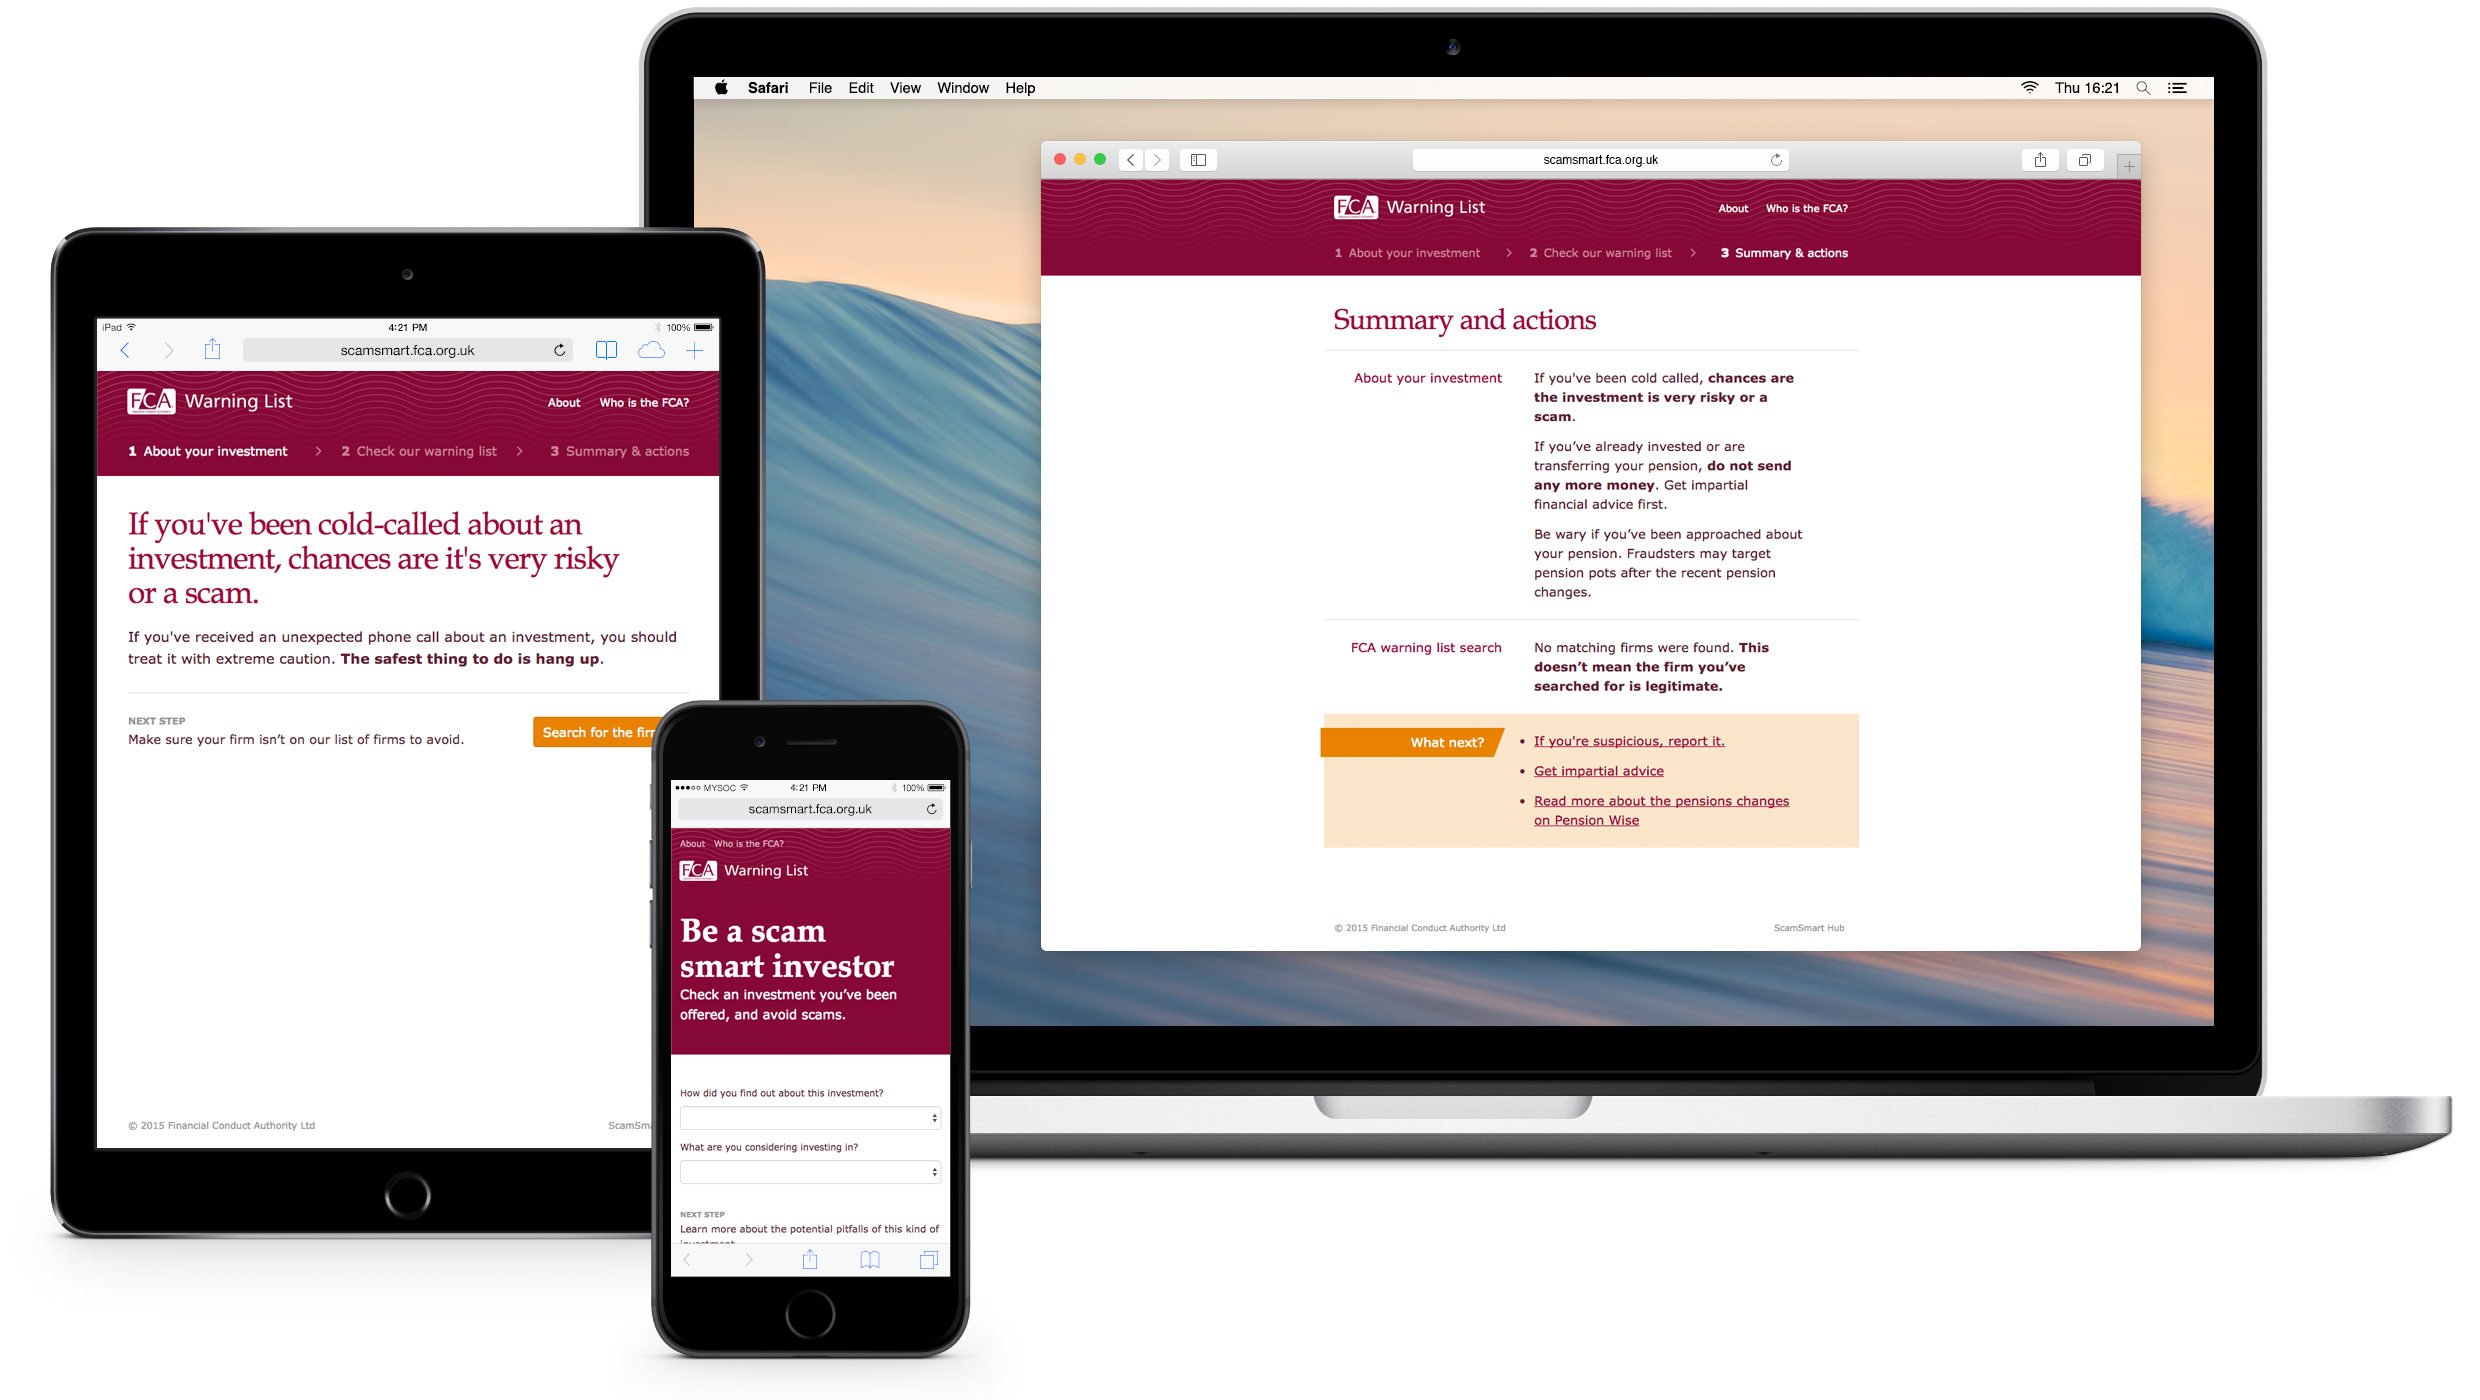 Safari File Edit View Window Help
Thu 16:21
scamsmart.fca.org.uk
FCA Warning List
About Who is the FCA?
1 About your investment > 2 Check our warning list > 3 Summary & actions
Summary and actions
About your investment
If you've been cold called, chances are
the investment is very risky or a
scam.
If you’ve already invested or are
transferring your pension, do not send
any more money. Get impartial
financial advice first.
Be wary if you’ve been approached about
your pension. Fraudsters may target
pension pots after the recent pension
changes.
FCA warning list search
No matching firms were found. This
doesn’t mean the firm you’ve
searched for is legitimate.
What next?
• If you're suspicious, report it.
• Get impartial advice
• Read more about the pensions changes
on Pension Wise
© 2015 Financial Conduct Authority Ltd
ScamSmart Hub
iPad
4:21 PM
100%
scamsmart.fca.org.uk
FCA Warning List
About Who is the FCA?
1 About your investment > 2 Check our warning list > 3 Summary & actions
If you've been cold-called about an
investment, chances are it's very risky
or a scam.
If you've received an unexpected phone call about an investment, you should
treat it with extreme caution. The safest thing to do is hang up.
NEXT STEP
Make sure your firm isn’t on our list of firms to avoid.
Search for the fir
© 2015 Financial Conduct Authority Ltd
ScamSm
MYSOC
4:21 PM
100%
scamsmart.fca.org.uk
About Who is the FCA?
FCA Warning List
Be a scam
smart investor
Check an investment you’ve been
offered, and avoid scams.
How did you find out about this investment?
What are you considering investing in?
NEXT STEP
Learn more about the potential pitfalls of this kind of